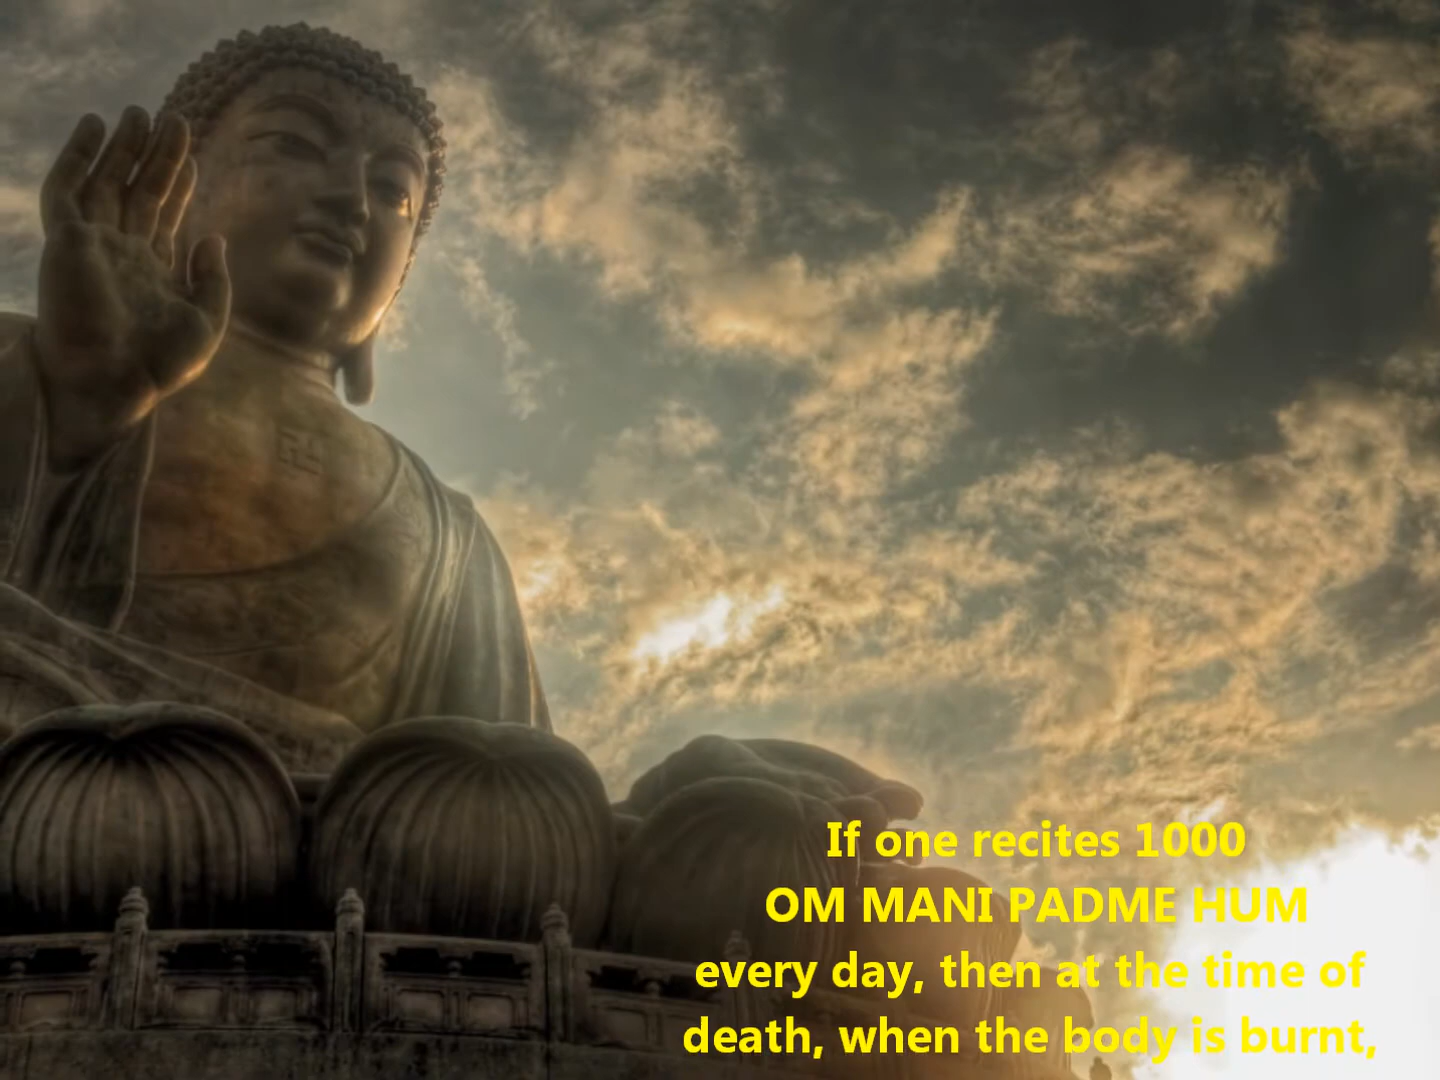 If one recites 1000
OM MANI PADME HUM
every day, then at the time of
death, when the body is burnt,